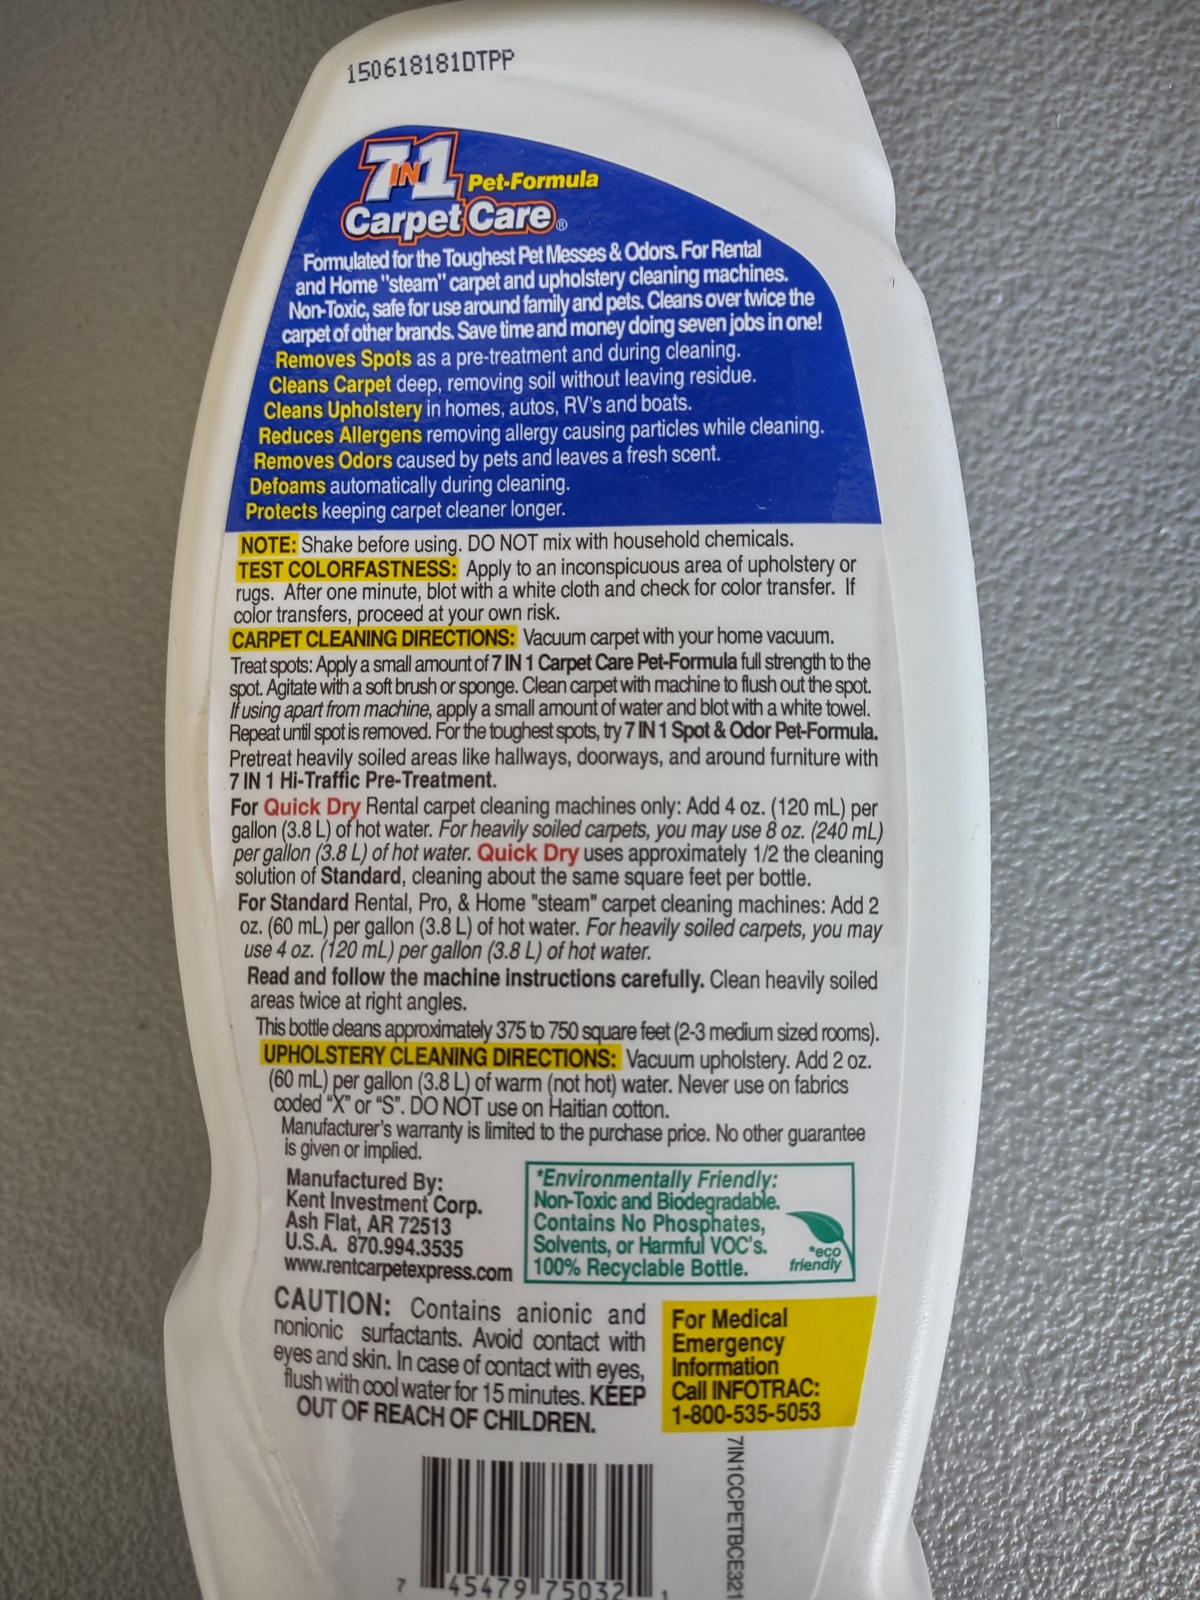 150618181DTPP
7 IN 1 Pet-Formula
Carpet Care®
Formulated for the Toughest Pet Messes & Odors. For Rental
and Home "steam" carpet and upholstery cleaning machines.
Non-Toxic, safe for use around family and pets. Cleans over twice the
carpet of other brands. Save time and money doing seven jobs in one!
Removes Spots as a pre-treatment and during cleaning.
Cleans Carpet deep, removing soil without leaving residue.
Cleans Upholstery in homes, autos, RV's and boats.
Reduces Allergens removing allergy causing particles while cleaning.
Removes Odors caused by pets and leaves a fresh scent.
Defoams automatically during cleaning.
Protects keeping carpet cleaner longer.
NOTE: Shake before using. DO NOT mix with household chemicals.
TEST COLORFASTNESS: Apply to an inconspicuous area of upholstery or
rugs. After one minute, blot with a white cloth and check for color transfer. If
color transfers, proceed at your own risk.
CARPET CLEANING DIRECTIONS: Vacuum carpet with your home vacuum.
Treat spots: Apply a small amount of 7 IN 1 Carpet Care Pet-Formula full strength to the
spot. Agitate with a soft brush or sponge. Clean carpet with machine to flush out the spot.
If using apart from machine, apply a small amount of water and blot with a white towel.
Repeat until spot is removed. For the toughest spots, try 7 IN 1 Spot & Odor Pet-Formula.
Pretreat heavily soiled areas like hallways, doorways, and around furniture with
7 IN 1 Hi-Traffic Pre-Treatment.
For Quick Dry Rental carpet cleaning machines only: Add 4 oz. (120 mL) per
gallon (3.8 L) of hot water. For heavily soiled carpets, you may use 8 oz. (240 mL)
per gallon (3.8 L) of hot water. Quick Dry uses approximately 1/2 the cleaning
solution of Standard, cleaning about the same square feet per bottle.
For Standard Rental, Pro, & Home "steam" carpet cleaning machines: Add 2
oz. (60 mL) per gallon (3.8 L) of hot water. For heavily soiled carpets, you may
use 4 oz. (120 mL) per gallon (3.8 L) of hot water.
Read and follow the machine instructions carefully. Clean heavily soiled
areas twice at right angles.
This bottle cleans approximately 375 to 750 square feet (2-3 medium sized rooms).
UPHOLSTERY CLEANING DIRECTIONS: Vacuum upholstery. Add 2 oz.
(60 mL) per gallon (3.8 L) of warm (not hot) water. Never use on fabrics
coded “X” or “S”. DO NOT use on Haitian cotton.
Manufacturer's warranty is limited to the purchase price. No other guarantee
is given or implied.
Manufactured By:
Kent Investment Corp.
Ash Flat, AR 72513
U.S.A. 870.994.3535
www.rentcarpetexpress.com
*Environmentally Friendly:
Non-Toxic and Biodegradable.
Contains No Phosphates,
Solvents, or Harmful VOC's.
100% Recyclable Bottle.
*eco
friendly
CAUTION: Contains anionic and
nonionic surfactants. Avoid contact with
eyes and skin. In case of contact with eyes,
flush with cool water for 15 minutes. KEEP
OUT OF REACH OF CHILDREN.
For Medical
Emergency
Information
Call INFOTRAC:
1-800-535-5053
7IN1CCPETBCE321
7 45479 75032 1